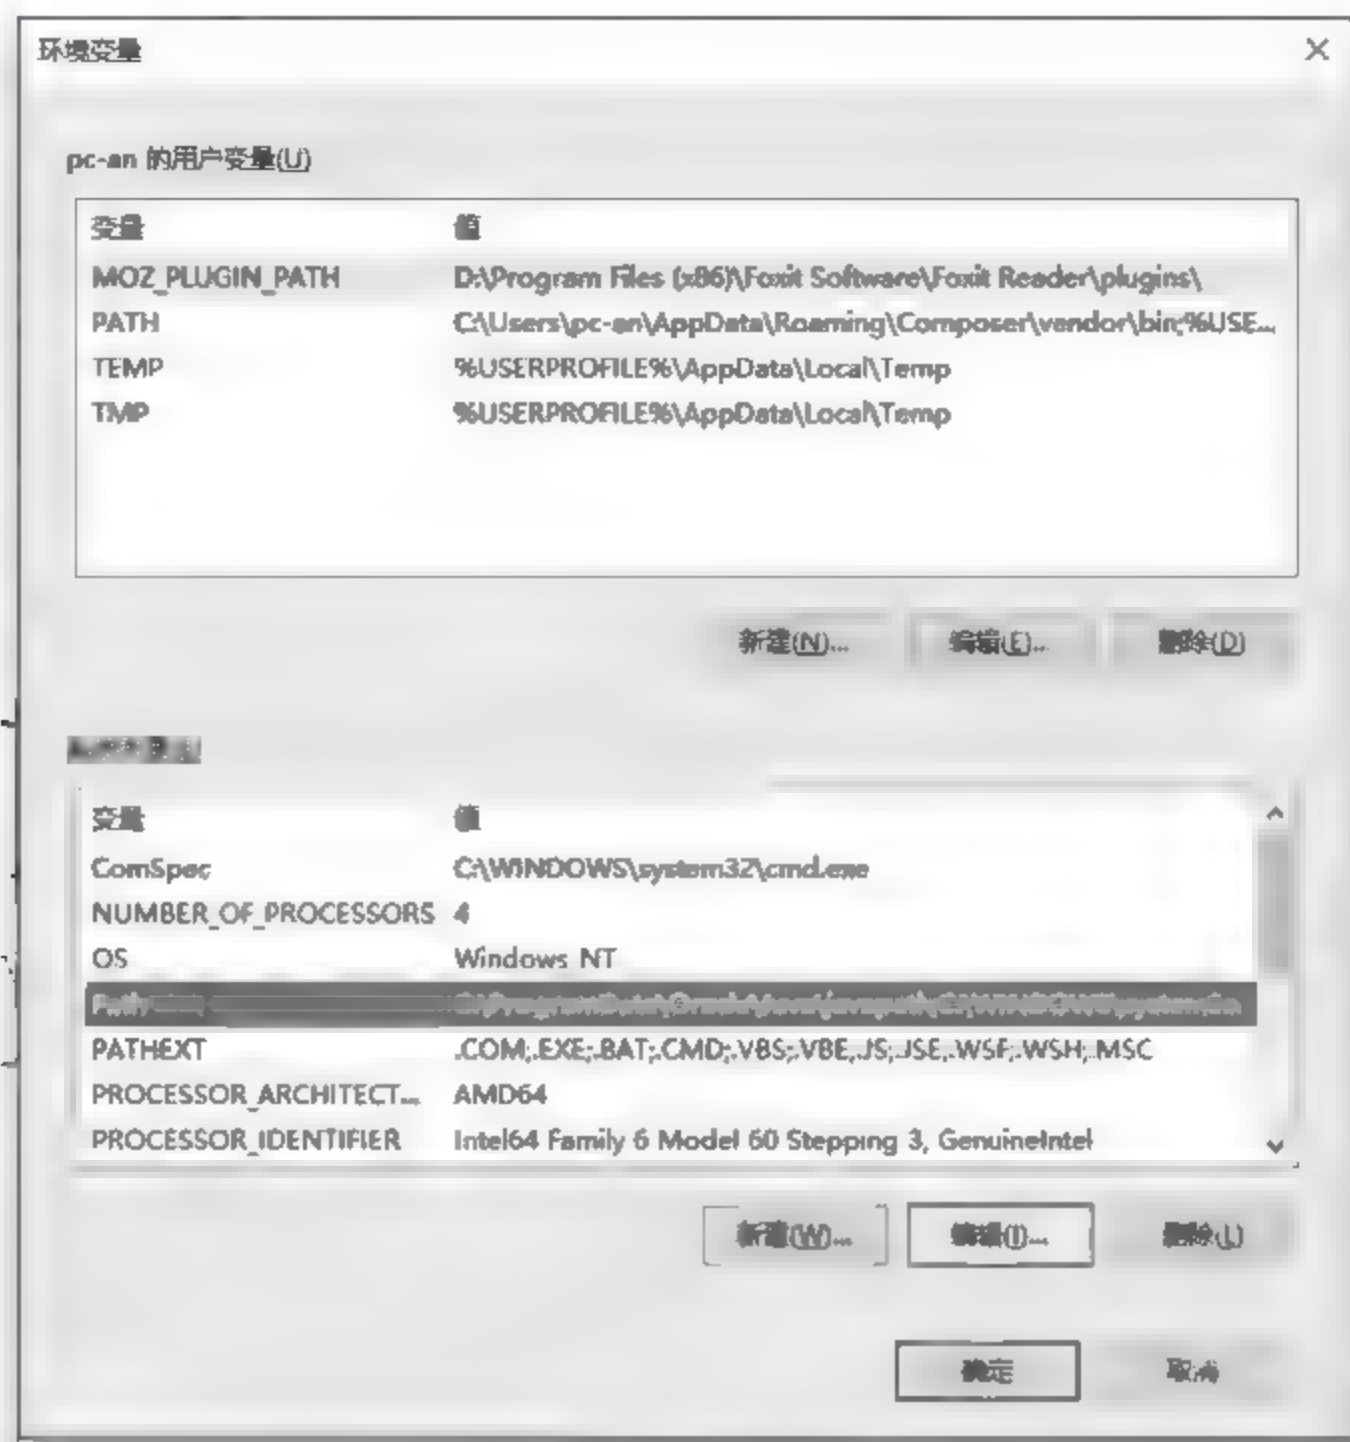 环境变量
pc-an 的用户变量(U)
变量 值
MOZ_PLUGIN_PATH D:\Program Files (x86)\Foxit Software\Foxit Reader\plugins\
PATH C:\Users\pc-an\AppData\Roaming\Composer\vendor\bin;%USE...
TEMP %USERPROFILE%\AppData\Local\Temp
TMP %USERPROFILE%\AppData\Local\Temp
新建(N)... 编辑(E)... 删除(D)
变量 值
ComSpec C:\WINDOWS\system32\cmd.exe
NUMBER_OF_PROCESSORS 4
OS Windows_NT
Path
PATHEXT .COM;.EXE;.BAT;.CMD;.VBS;.VBE;.JS;.JSE;.WSF;.WSH;.MSC
PROCESSOR_ARCHITECT... AMD64
PROCESSOR_IDENTIFIER Intel64 Family 6 Model 60 Stepping 3, GenuineIntel
新建(W)... 编辑(I)... 删除(L)
确定 取消